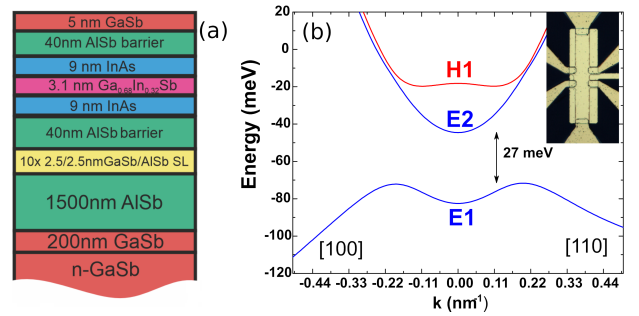 (a)
5 nm GaSb
40nm AlSb barrier
9 nm InAs
3.1 nm Ga0.68In0.32Sb
9 nm InAs
40nm AlSb barrier
10x 2.5/2.5nmGaSb/AlSb SL
1500nm AlSb
200nm GaSb
n-GaSb
(b)
Energy (meV)
20
0
-20
-40
-60
-80
-100
-120
H1
E2
27 meV
E1
[100]
[110]
-0.44 -0.33 -0.22 -0.11 0.00 0.11 0.22 0.33 0.44
k (nm-1)